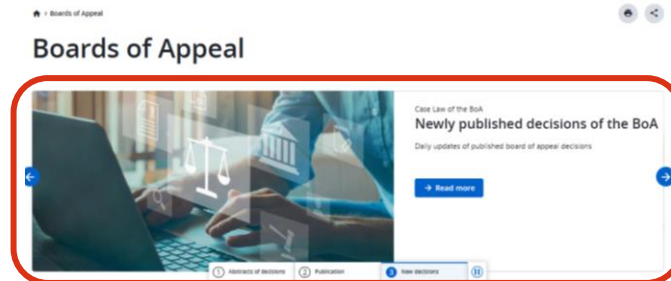 > Boards of Appeal
Boards of Appeal
Case Law of the BoA
Newly published decisions of the BoA
Daily updates of published board of appeal decisions
→ Read more
1 Abstracts of decisions 2 Publication 3 New decisions